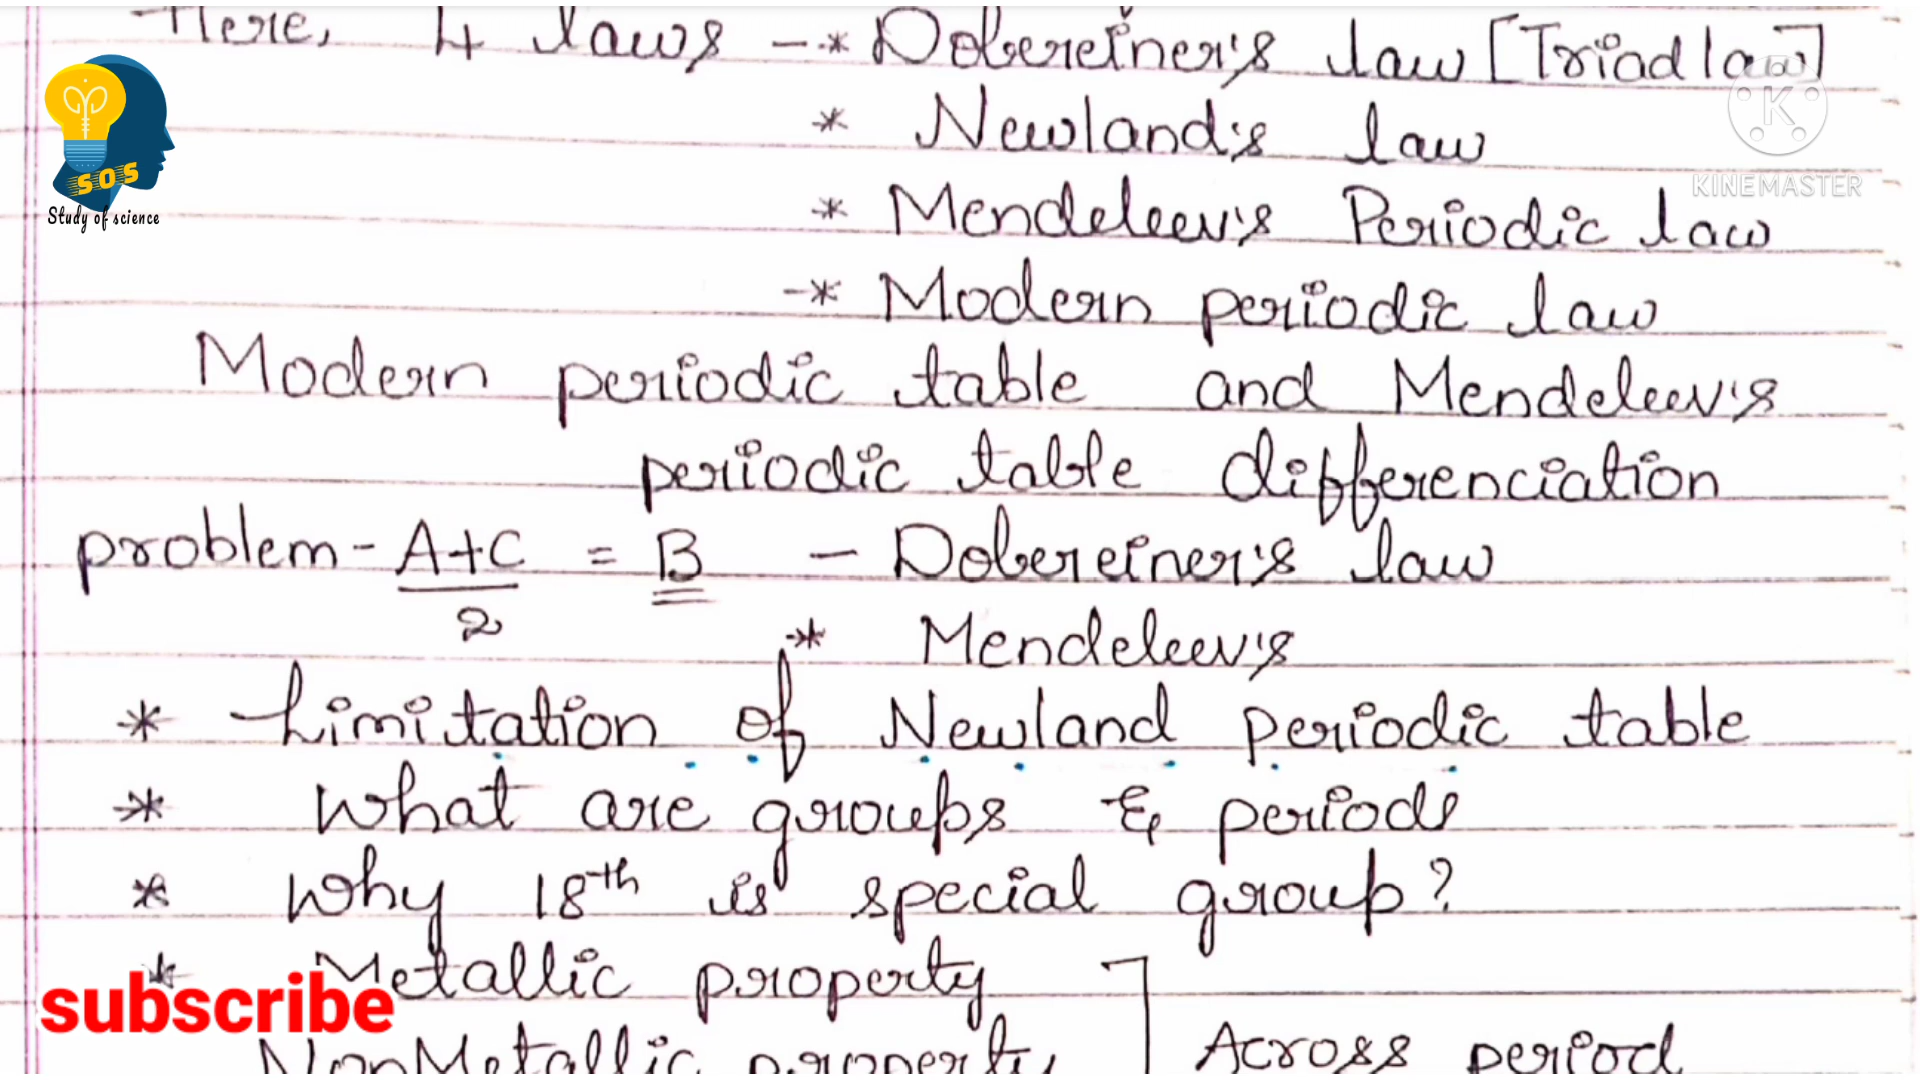 Here, 4 laws -* Dobereiner's law [Triad law]
* Newland's law
* Mendeleev's Periodic law
-* Modern periodic law
Modern periodic table and Mendeleev's
periodic table differenciation
problem - A+C/2 = B - Dobereiner's law
* Mendeleev's
* Limitation of Newland periodic table
* What are groups & periods
* Why 18th is special group?
* Metallic property
NonMetallic property ] Across period
SOS
Study of science
K
KINEMASTER
subscribe